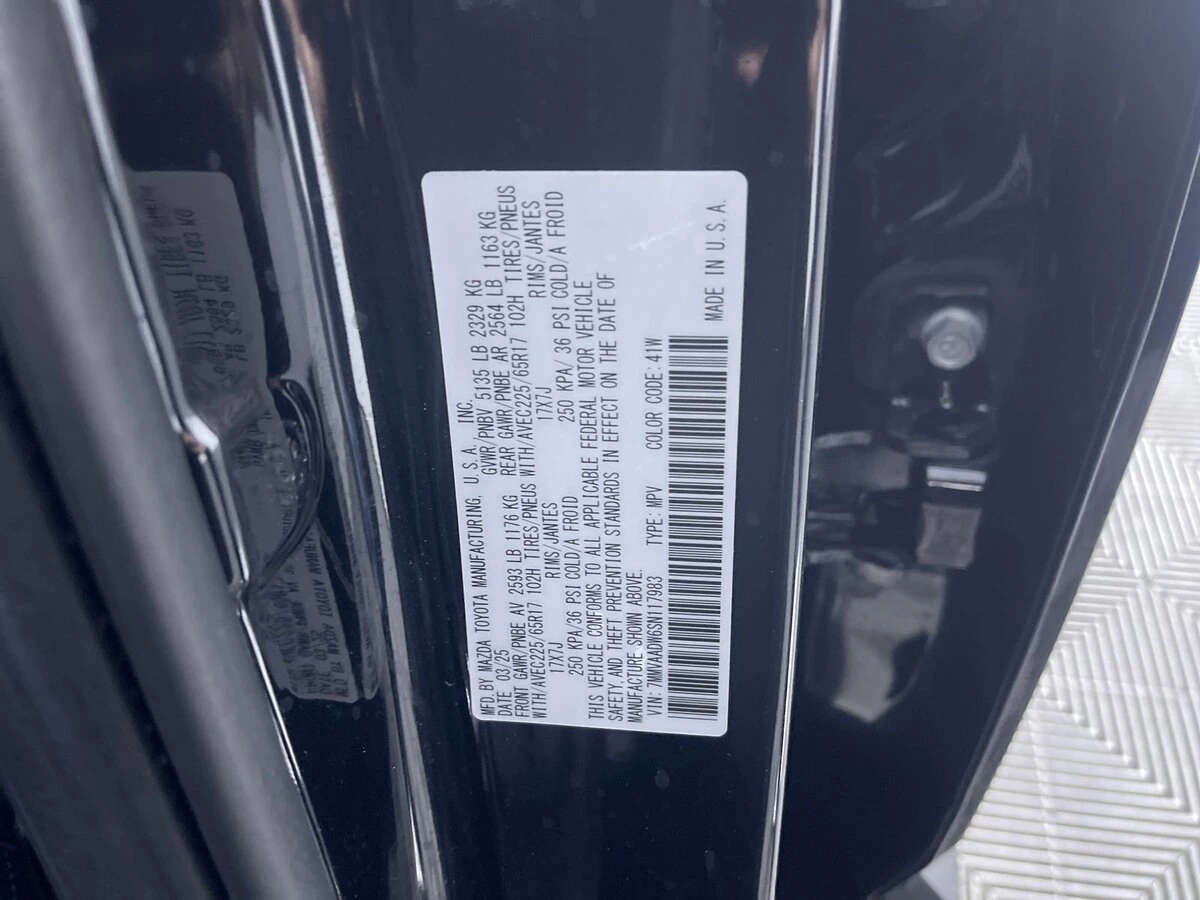 MFD. BY MAZDA TOYOTA MANUFACTURING, U. S. A., INC.
DATE 03/25 GVWR/PNBV 5135 LB 2329 KG
FRONT GAWR/PNBE AV 2593 LB 1176 KG REAR GAWR/PNBE AR 2564 LB 1163 KG
WITH/AVEC225/65R17 102H TIRES/PNEUS WITH/AVEC225/65R17 102H TIRES/PNEUS
17X7J RIMS/JANTES 17X7J RIMS/JANTES
250 KPA/36 PSI COLD/A FROID 250 KPA/ 36 PSI COLD/A FROID
THIS VEHICLE CONFORMS TO ALL APPLICABLE FEDERAL MOTOR VEHICLE
SAFETY,AND THEFT PREVENTION STANDARDS IN EFFECT ON THE DATE OF
MANUFACTURE SHOWN ABOVE.
VIN: 7MMVAADW6SN117983 TYPE: MPV COLOR CODE: 41W
MADE IN U. S. A.